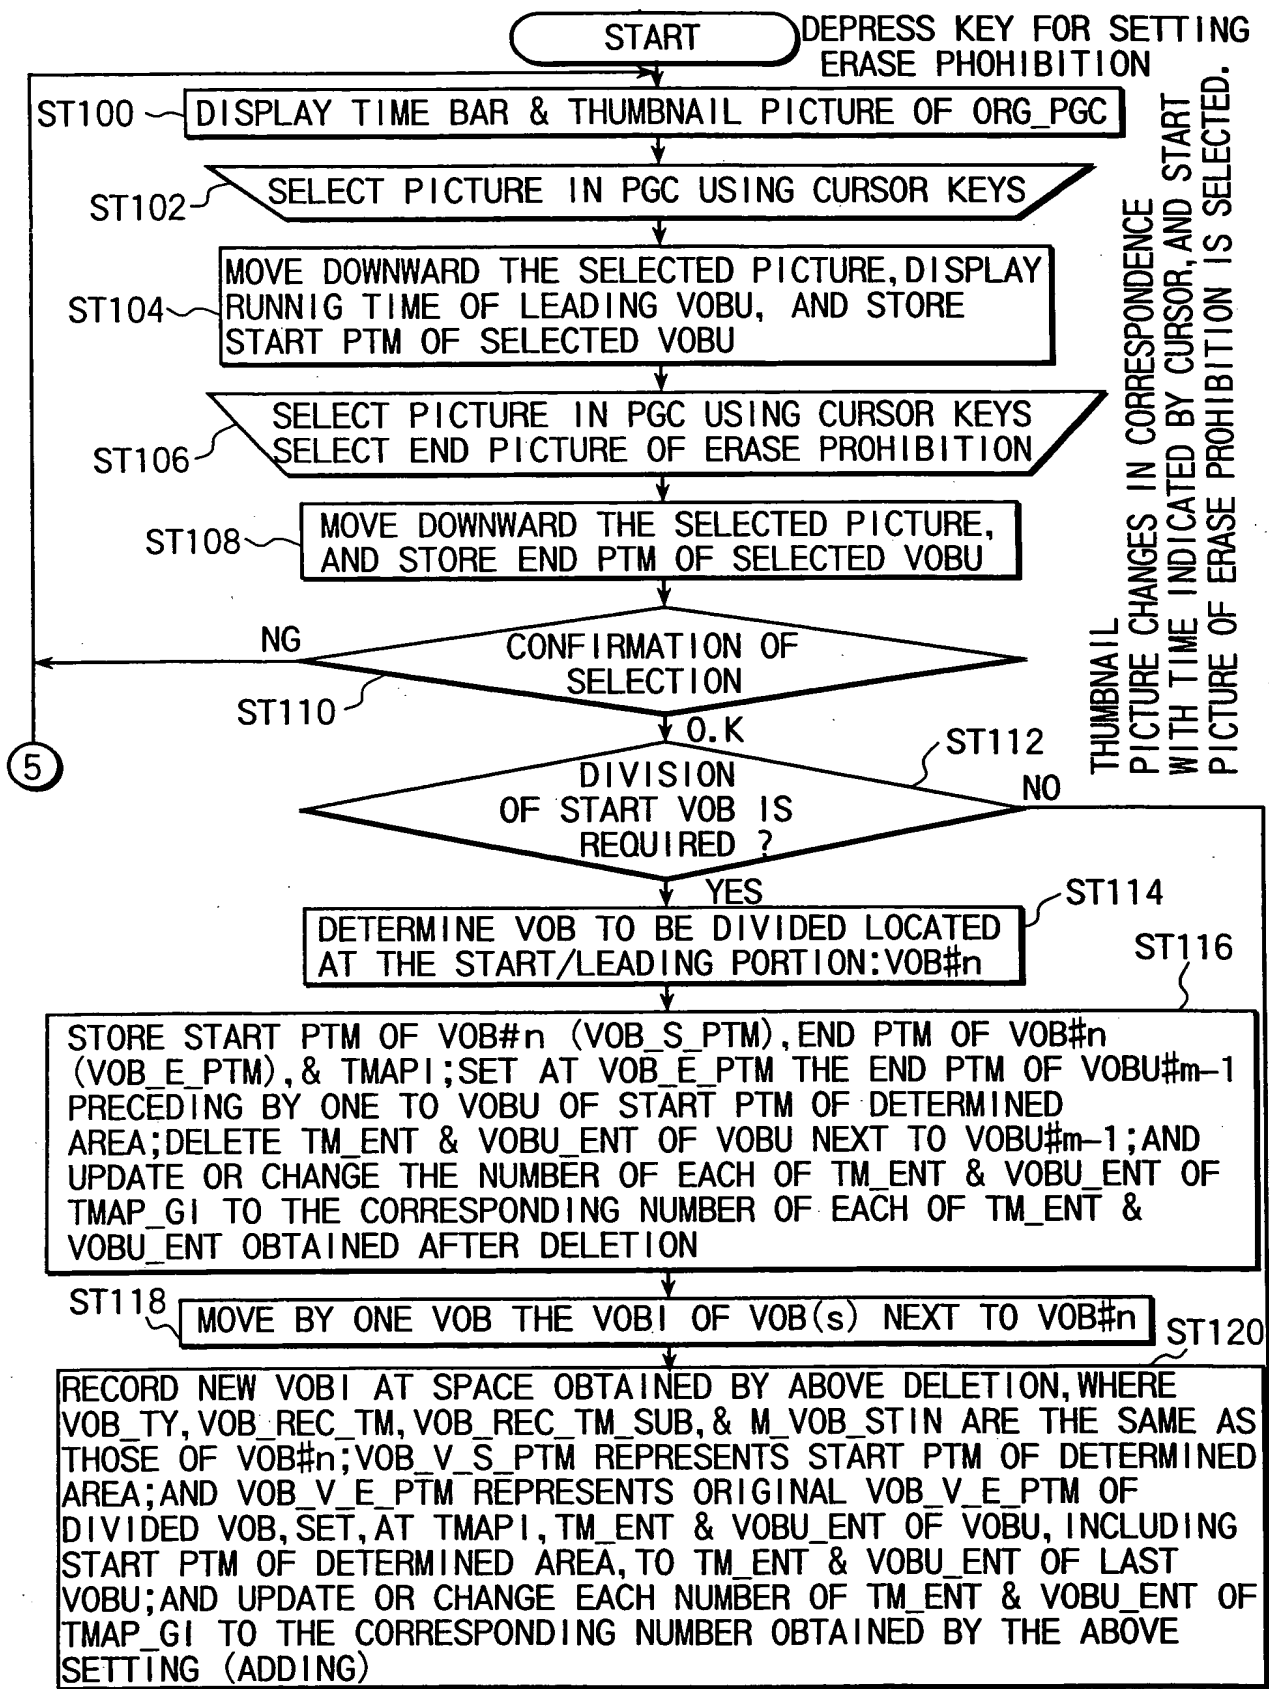 START
DEPRESS KEY FOR SETTING
ERASE PHOHIBITION
ST100
DISPLAY TIME BAR & THUMBNAIL PICTURE OF ORG_PGC
ST102
SELECT PICTURE IN PGC USING CURSOR KEYS
ST104
MOVE DOWNWARD THE SELECTED PICTURE, DISPLAY
RUNNIG TIME OF LEADING VOBU, AND STORE
START PTM OF SELECTED VOBU
ST106
SELECT PICTURE IN PGC USING CURSOR KEYS
SELECT END PICTURE OF ERASE PROHIBITION
ST108
MOVE DOWNWARD THE SELECTED PICTURE,
AND STORE END PTM OF SELECTED VOBU
THUMBNAIL
PICTURE CHANGES IN CORRESPONDENCE
WITH TIME INDICATED BY CURSOR, AND START
PICTURE OF ERASE PROHIBITION IS SELECTED.
NG
CONFIRMATION OF
SELECTION
ST110
O.K
5
ST112
DIVISION
OF START VOB IS
REQUIRED ?
NO
YES
ST114
DETERMINE VOB TO BE DIVIDED LOCATED
AT THE START/LEADING PORTION:VOB#n
ST116
STORE START PTM OF VOB#n (VOB_S_PTM), END PTM OF VOB#n
(VOB_E_PTM), & TMAPI;SET AT VOB_E_PTM THE END PTM OF VOBU#m-1
PRECEDING BY ONE TO VOBU OF START PTM OF DETERMINED
AREA;DELETE TM_ENT & VOBU_ENT OF VOBU NEXT TO VOBU#m-1;AND
UPDATE OR CHANGE THE NUMBER OF EACH OF TM_ENT & VOBU_ENT OF
TMAP_GI TO THE CORRESPONDING NUMBER OF EACH OF TM_ENT &
VOBU_ENT OBTAINED AFTER DELETION
ST118
MOVE BY ONE VOB THE VOBI OF VOB(s) NEXT TO VOB#n
ST120
RECORD NEW VOBI AT SPACE OBTAINED BY ABOVE DELETION, WHERE
VOB_TY, VOB_REC_TM, VOB_REC_TM_SUB, & M_VOB_STIN ARE THE SAME AS
THOSE OF VOB#n;VOB_V_S_PTM REPRESENTS START PTM OF DETERMINED
AREA;AND VOB_V_E_PTM REPRESENTS ORIGINAL VOB_V_E_PTM OF
DIVIDED VOB, SET, AT TMAPI, TM_ENT & VOBU_ENT OF VOBU, INCLUDING
START PTM OF DETERMINED AREA, TO TM_ENT & VOBU_ENT OF LAST
VOBU;AND UPDATE OR CHANGE EACH NUMBER OF TM_ENT & VOBU_ENT OF
TMAP_GI TO THE CORRESPONDING NUMBER OBTAINED BY THE ABOVE
SETTING (ADDING)